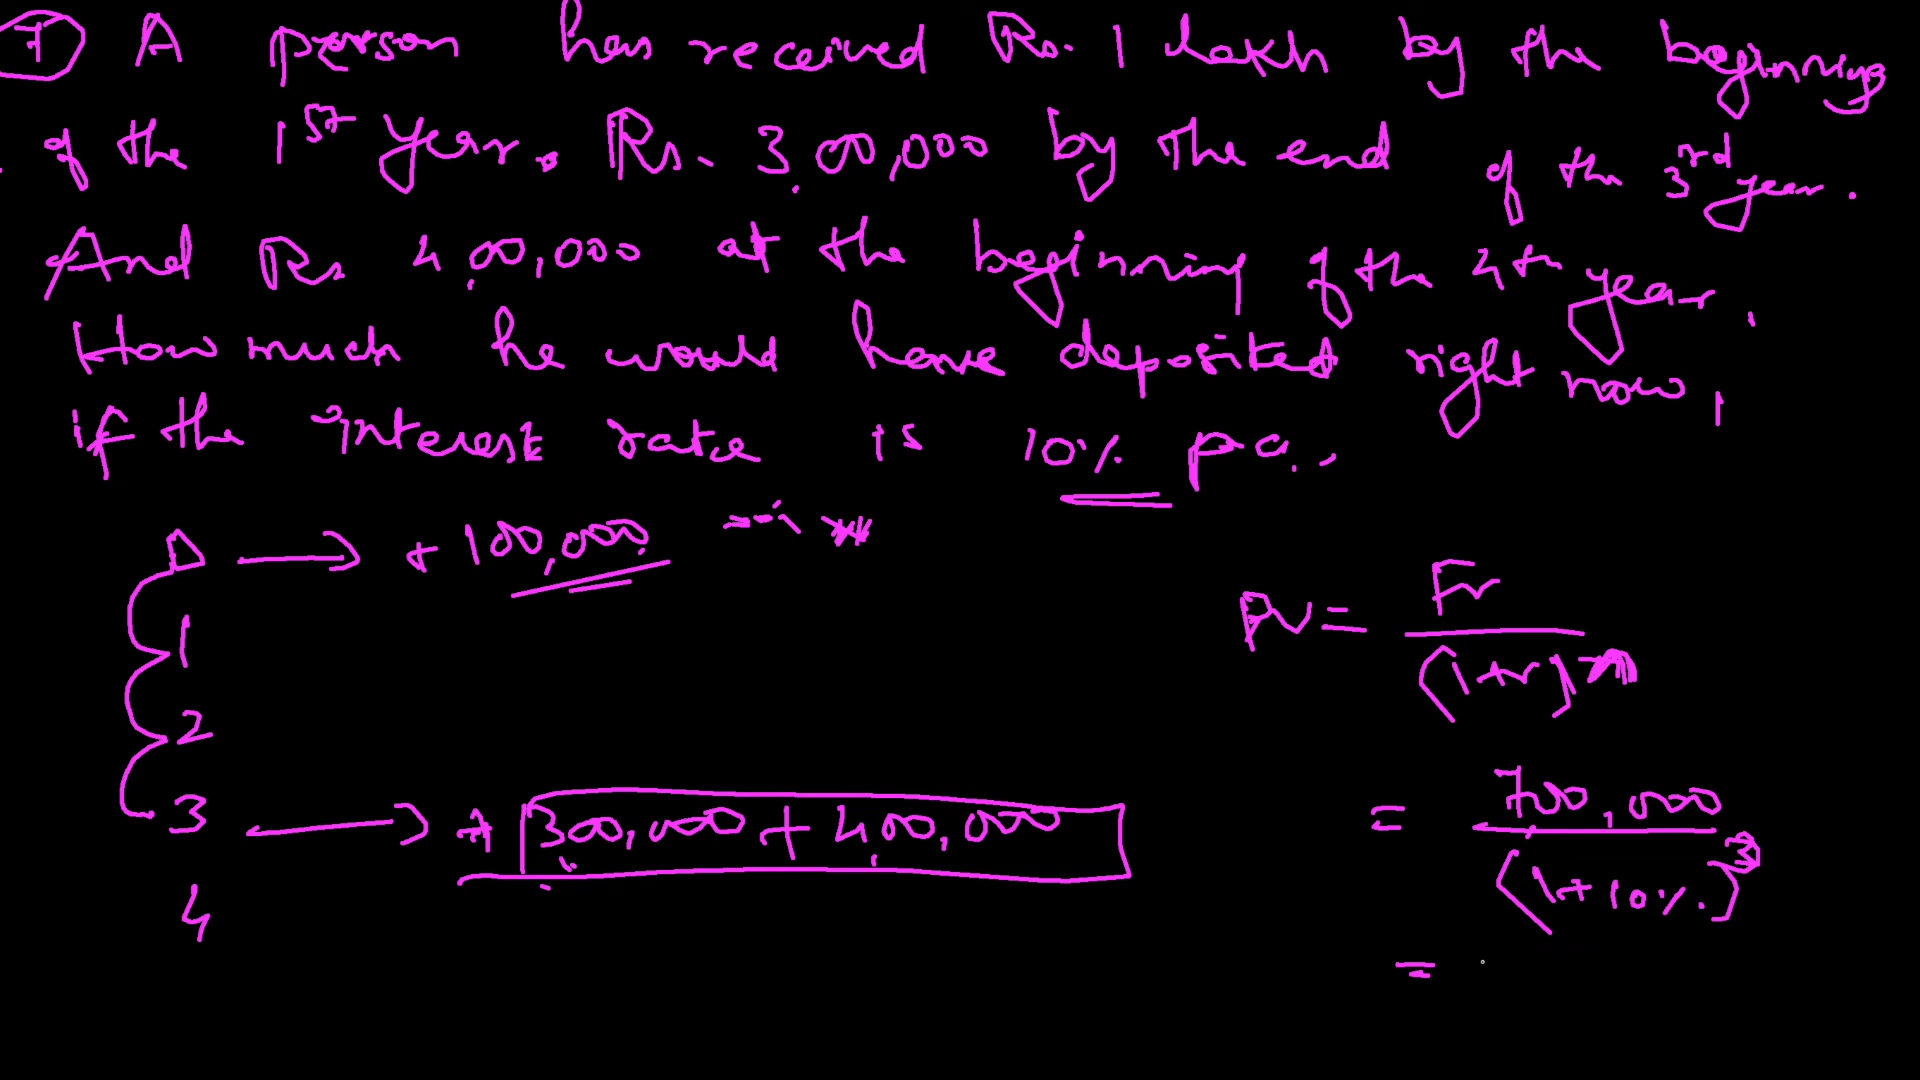 7 A person has received Rs. 1 lakh by the beginning
of the 1st year. Rs. 3,00,000 by the end of the 3rd year.
And Rs 4,00,000 at the beginning of the 4th year.
How much he would have deposited right now,
if the interest rate is 10% p.a.,
0 → + 100,000
1
2
3 → + 300,000 + 4,00,000
4
PV = Fv / (1+r)^n
= 700,000 / (1+10%)^3
=